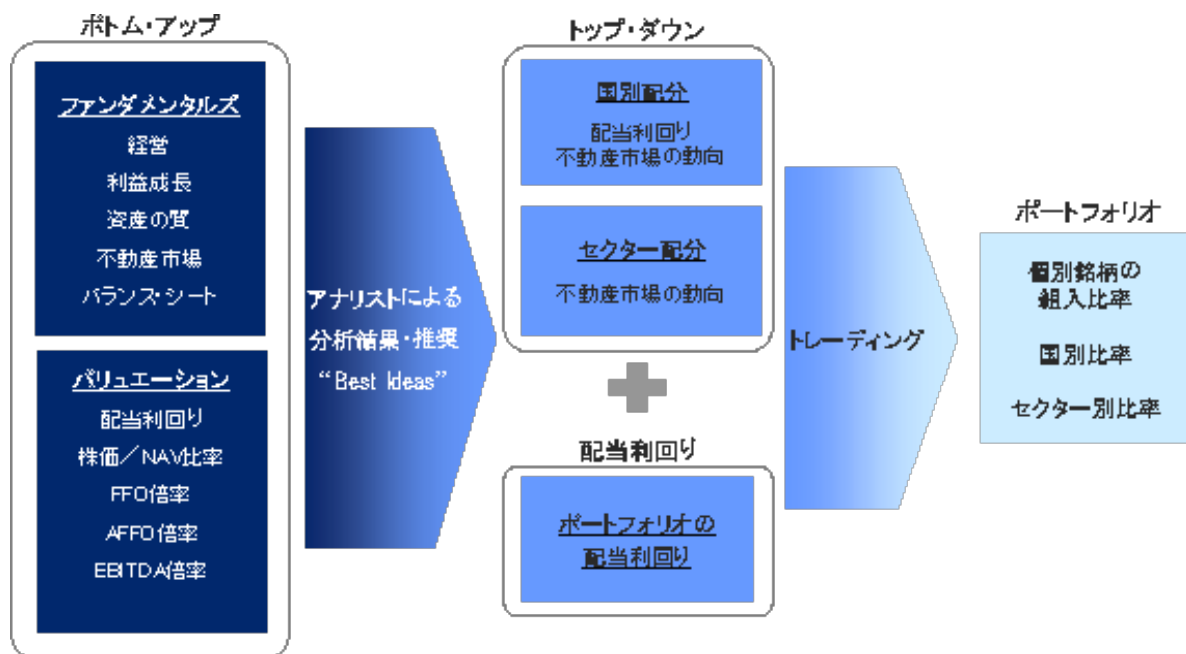 ボトム・アップ
ファンダメンタルズ
経営
利益成長
資産の質
不動産市場
バランス・シート
バリュエーション
配当利回り
株価／NAV比率
FFO倍率
AFFO倍率
EBITDA倍率
アナリストによる
分析結果・推奨
“Best Ideas”
トップ・ダウン
国別配分
配当利回り
不動産市場の動向
セクター配分
不動産市場の動向
配当利回り
ポートフォリオの
配当利回り
トレーディング
ポートフォリオ
個別銘柄の
組入比率
国別比率
セクター別比率